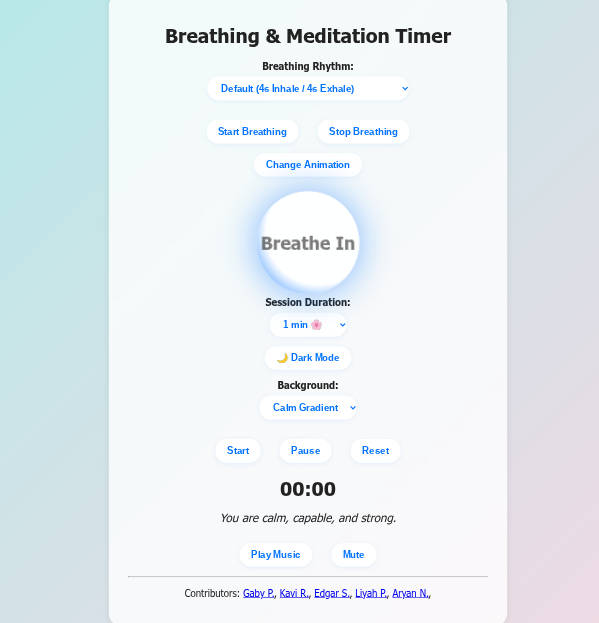 Breathing & Meditation Timer
Breathing Rhythm:
Default (4s Inhale / 4s Exhale)
Start Breathing Stop Breathing
Change Animation
Breathe In
Session Duration:
1 min 🌸
🌙 Dark Mode
Background:
Calm Gradient
Start Pause Reset
00:00
You are calm, capable, and strong.
Play Music Mute
Contributors: Gaby P., Kavi R., Edgar S., Liyah P., Aryan N.,